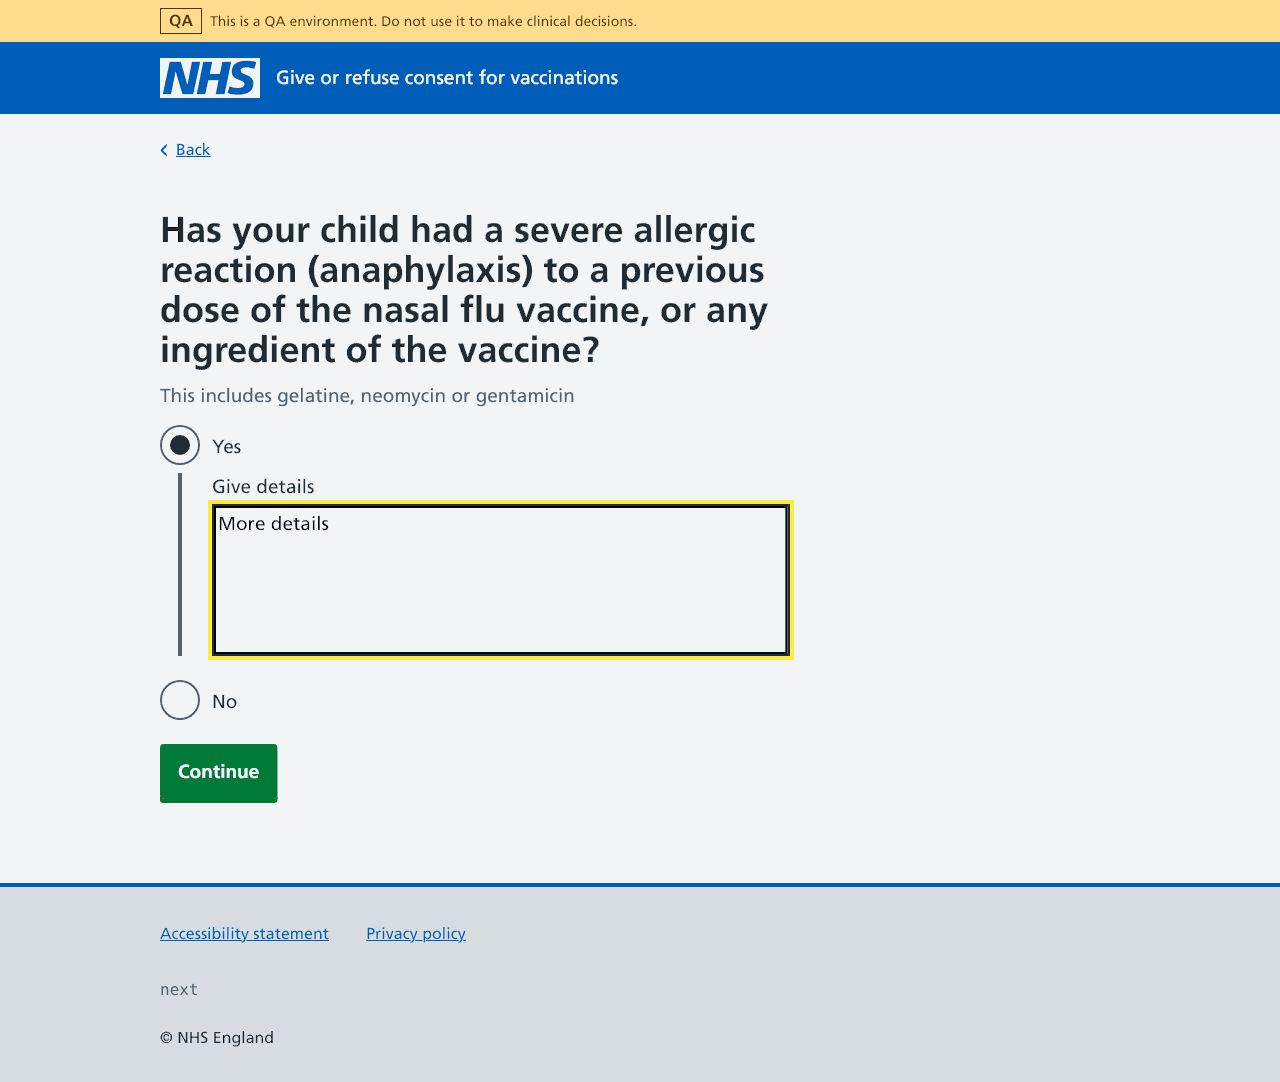 QA This is a QA environment. Do not use it to make clinical decisions.
NHS Give or refuse consent for vaccinations
Back
Has your child had a severe allergic
reaction (anaphylaxis) to a previous
dose of the nasal flu vaccine, or any
ingredient of the vaccine?
This includes gelatine, neomycin or gentamicin
Yes
Give details
More details
No
Continue
Accessibility statement Privacy policy
next
© NHS England